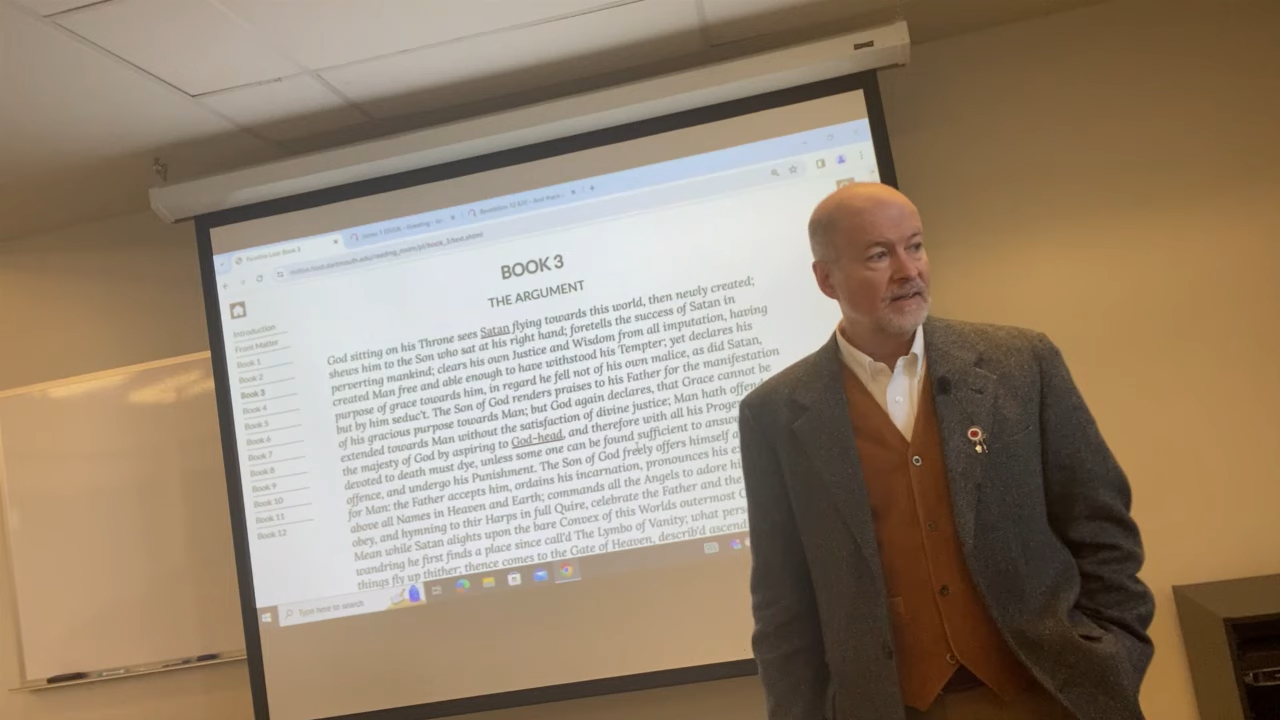 Paradise Lost: Book 3
milton.host.dartmouth.edu/reading_room/pl/book_3/text.shtml
BOOK 3
THE ARGUMENT
Introduction
Front Matter
Book 1
Book 2
Book 3
Book 4
Book 5
Book 6
Book 7
Book 8
Book 9
Book 10
Book 11
Book 12
God sitting on his Throne sees Satan flying towards this world, then newly created;
shews him to the Son who sat at his right hand; foretells the success of Satan in
perverting mankind; clears his own Justice and Wisdom from all imputation, having
created Man free and able enough to have withstood his Tempter; yet declares his
purpose of grace towards him, in regard he fell not of his own malice, as did Satan,
but by him seduc't. The Son of God renders praises to his Father for the manifestation
of his gracious purpose towards Man; but God again declares, that Grace cannot be
extended towards Man without the satisfaction of divine justice; Man hath offend
the majesty of God by aspiring to God-head, and therefore with all his Proge
devoted to death must dye, unless some one can be found sufficient to answ
offence, and undergo his Punishment. The Son of God freely offers himself a
for Man: the Father accepts him, ordains his incarnation, pronounces his ex
above all Names in Heaven and Earth; commands all the Angels to adore hi
obey, and hymning to thir Harps in full Quire, celebrate the Father and the
Mean while Satan alights upon the bare Convex of this Worlds outermost
wandring he first finds a place since call'd The Lymbo of Vanity; what pers
things fly up thither; thence comes to the Gate of Heaven, describ'd ascend
Type here to search